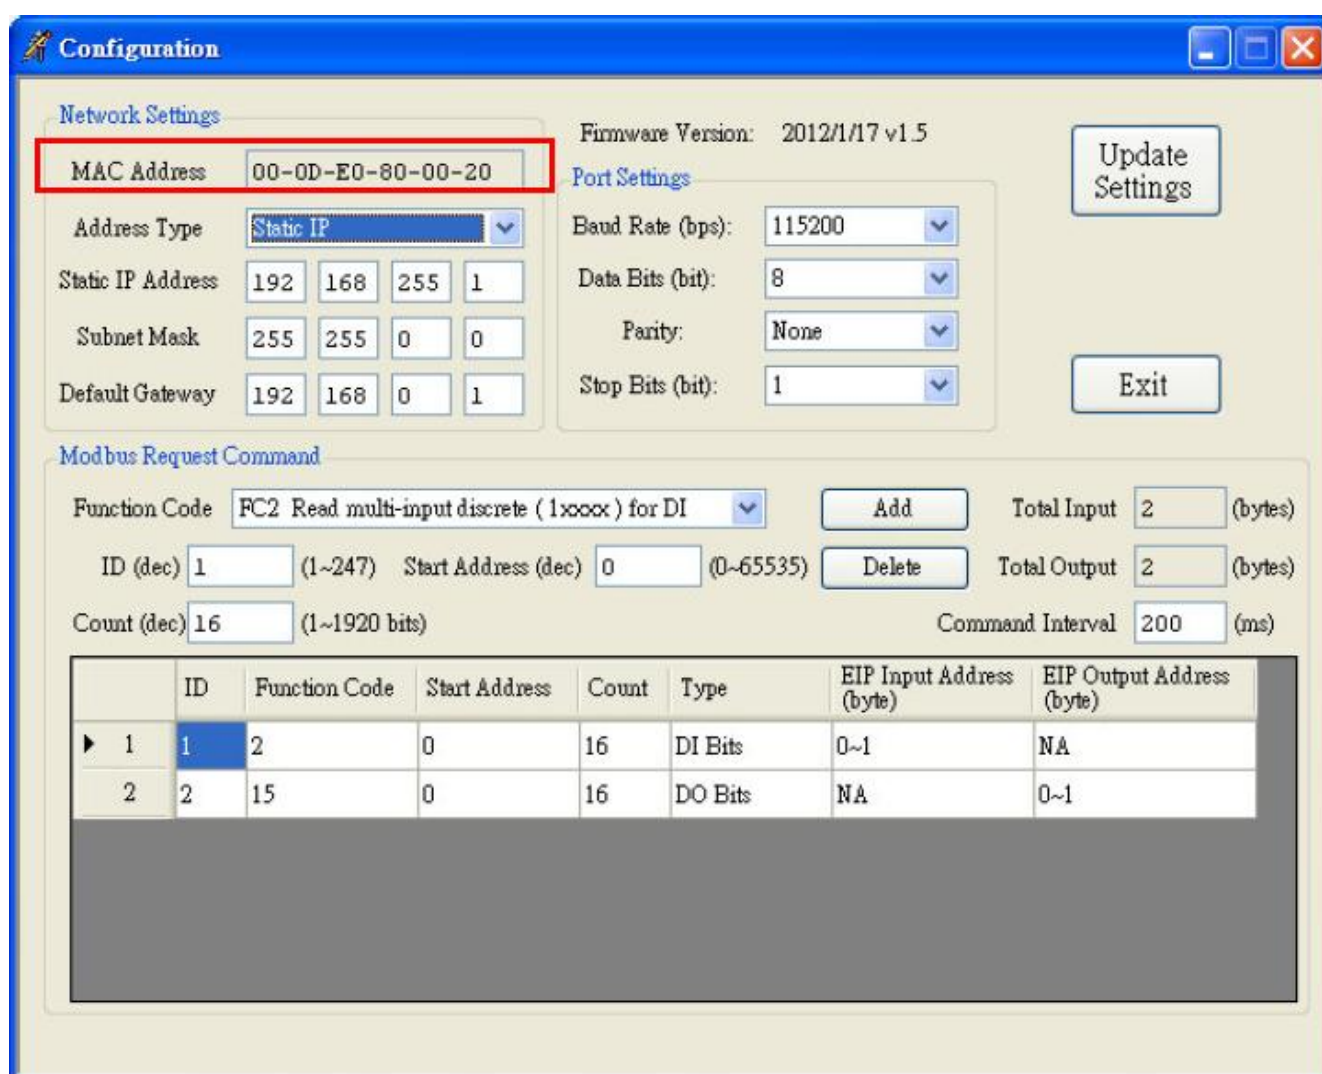 Configuration
Network Settings
MAC Address 00-0D-E0-80-00-20
Address Type Static IP
Static IP Address 192 168 255 1
Subnet Mask 255 255 0 0
Default Gateway 192 168 0 1
Firmware Version: 2012/1/17 v1.5
Port Settings
Baud Rate (bps): 115200
Data Bits (bit): 8
Parity: None
Stop Bits (bit): 1
Update
Settings
Exit
Modbus Request Command
Function Code FC2 Read multi-input discrete ( 1xxxx ) for DI Add Total Input 2 (bytes)
ID (dec) 1 (1~247) Start Address (dec) 0 (0~65535) Delete Total Output 2 (bytes)
Count (dec) 16 (1~1920 bits) Command Interval 200 (ms)
ID Function Code Start Address Count Type EIP Input Address (byte) EIP Output Address (byte)
1 1 2 0 16 DI Bits 0~1 NA
2 2 15 0 16 DO Bits NA 0~1